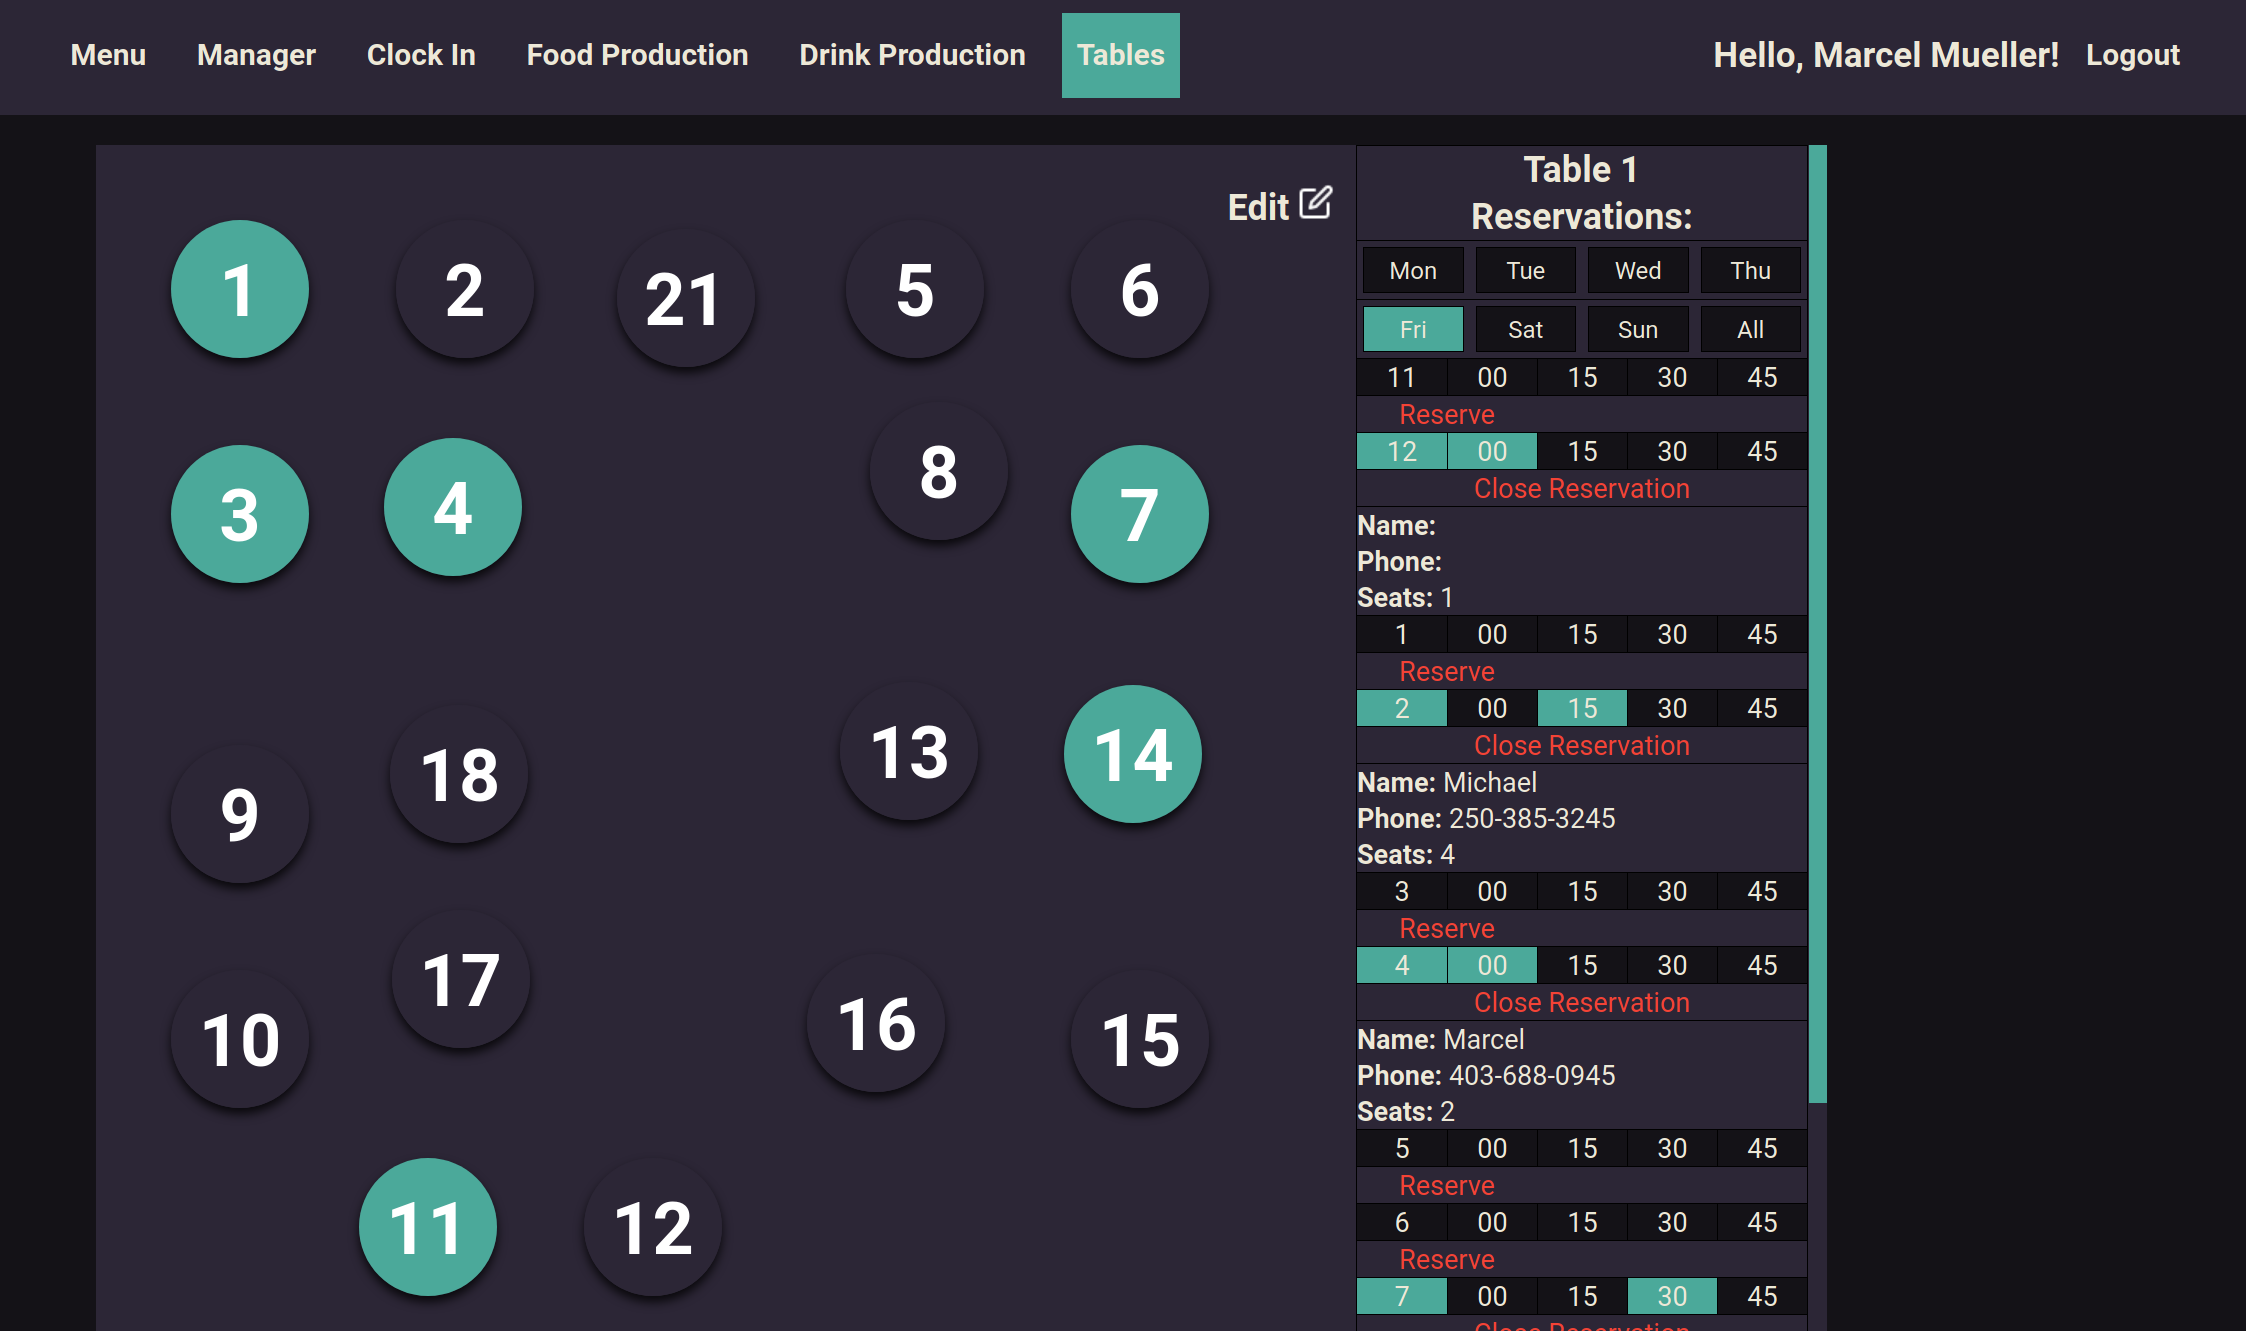 Menu Manager Clock In Food Production Drink Production Tables Hello, Marcel Mueller! Logout
Edit
1 2 21 5 6
3 4 8 7
9 18 13 14
10 17 16 15
11 12
Table 1
Reservations:
Mon Tue Wed Thu
Fri Sat Sun All
11 00 15 30 45
Reserve
12 00 15 30 45
Close Reservation
Name:
Phone:
Seats: 1
1 00 15 30 45
Reserve
2 00 15 30 45
Close Reservation
Name: Michael
Phone: 250-385-3245
Seats: 4
3 00 15 30 45
Reserve
4 00 15 30 45
Close Reservation
Name: Marcel
Phone: 403-688-0945
Seats: 2
5 00 15 30 45
Reserve
6 00 15 30 45
Reserve
7 00 15 30 45
Close Reservation